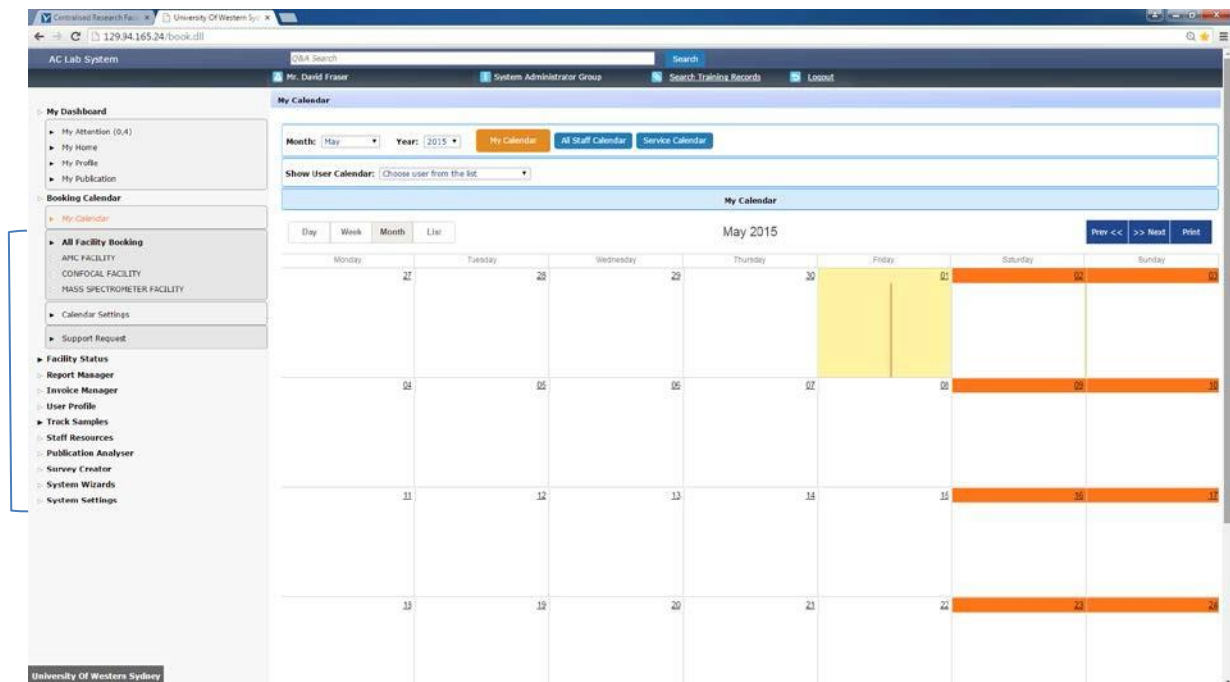 Centralised Research Faci
University Of Western Syd
129.94.165.24/book.dll
AC Lab System
Q&A Search
Search
Mr. David Fraser
System Administrator Group
Search Training Records
Logout
My Dashboard
My Attention (0,4)
My Home
My Profile
My Publication
Booking Calendar
My Calendar
All Facility Booking
AMC FACILITY
CONFOCAL FACILITY
MASS SPECTROMETER FACILITY
Calendar Settings
Support Request
Facility Status
Report Manager
Invoice Manager
User Profile
Track Samples
Staff Resources
Publication Analyser
Survey Creator
System Wizards
System Settings
My Calendar
Month: May Year: 2015 My Calendar All Staff Calendar Service Calendar
Show User Calendar: Choose user from the list
My Calendar
Day Week Month List
May 2015
Prev << >> Next Print
Monday Tuesday Wednesday Thursday Friday Saturday Sunday
27 28 29 30 01 02 03
04 05 06 07 08 09 10
11 12 13 14 15 16 17
18 19 20 21 22 23 24
University Of Western Sydney